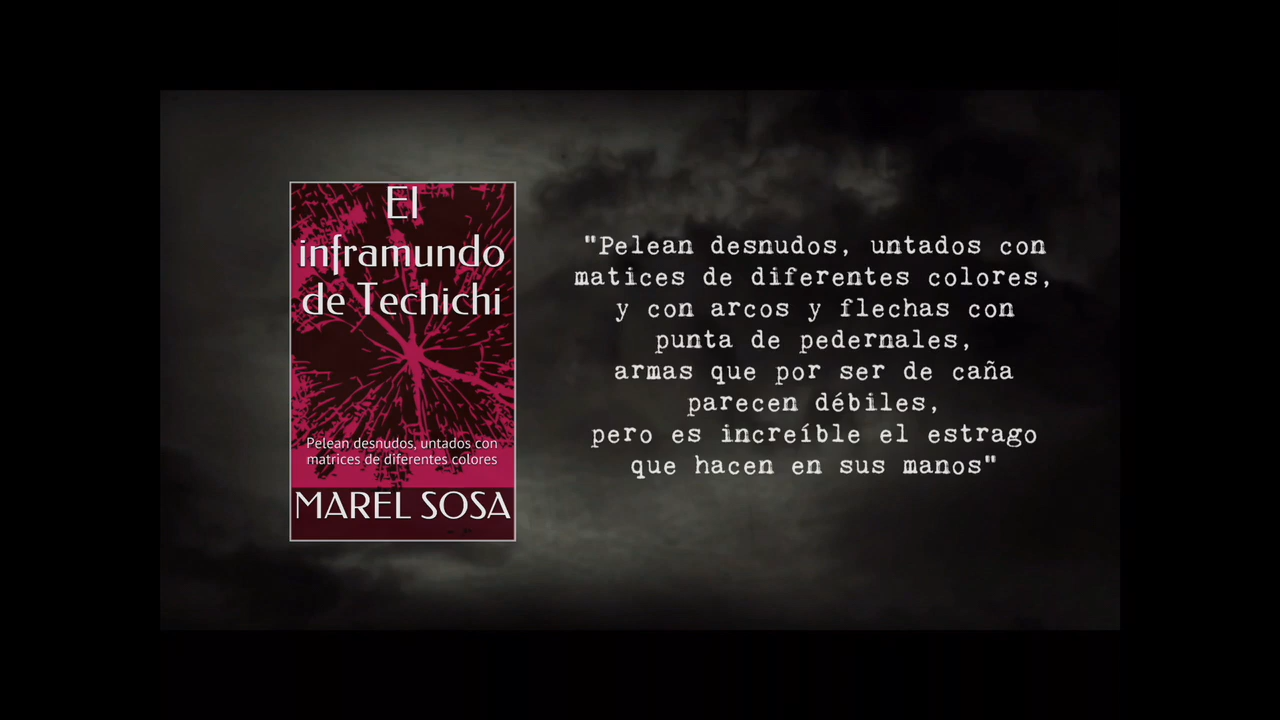 El
inframundo
de Techichi
Pelean desnudos, untados con
matrices de diferentes colores
MAREL SOSA
"Pelean desnudos, untados con
matices de diferentes colores,
y con arcos y flechas con
punta de pedernales,
armas que por ser de caña
parecen débiles,
pero es increíble el estrago
que hacen en sus manos"